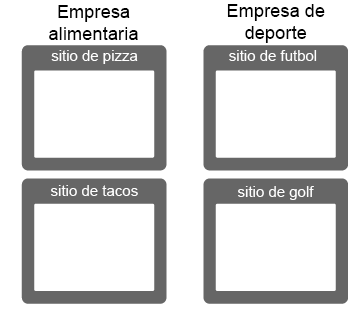 Empresa
alimentaria
sitio de pizza
sitio de tacos
Empresa de
deporte
sitio de futbol
sitio de golf